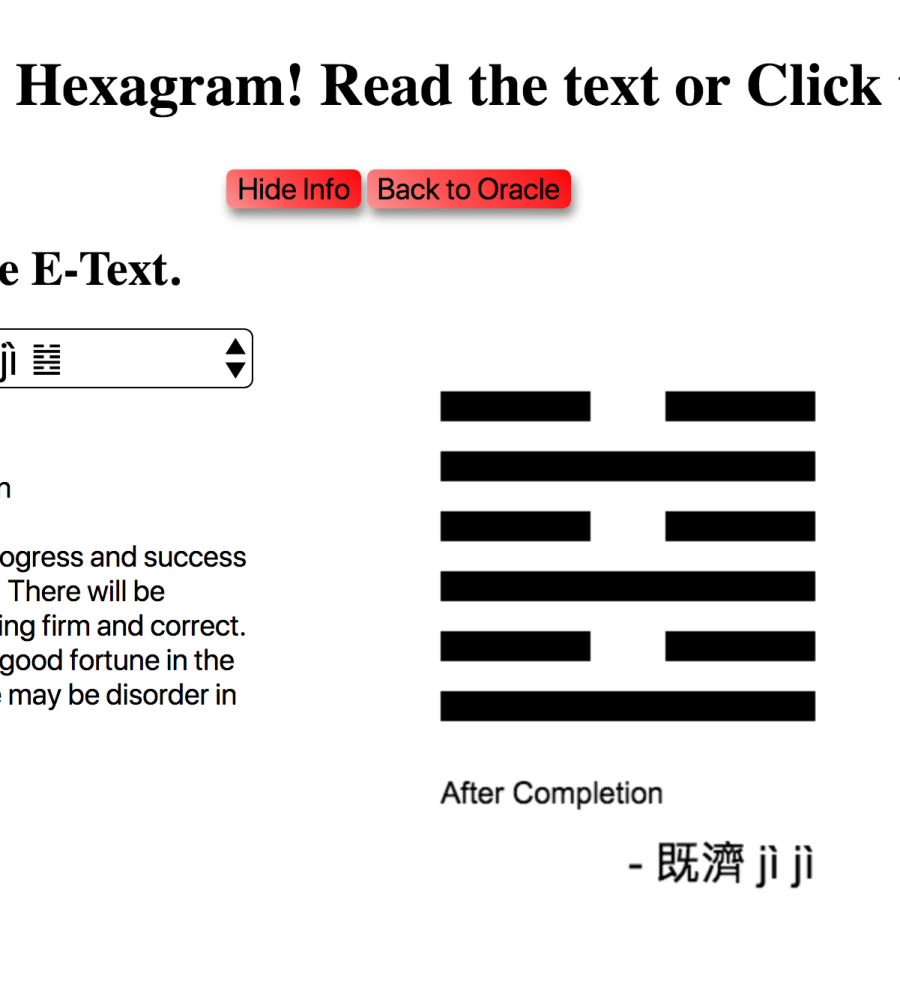 Hexagram! Read the text or Click
Hide Info Back to Oracle
e E-Text.
jì ䷾
n
ogress and success
There will be
ing firm and correct.
good fortune in the
may be disorder in
After Completion
- 既濟 jì jì